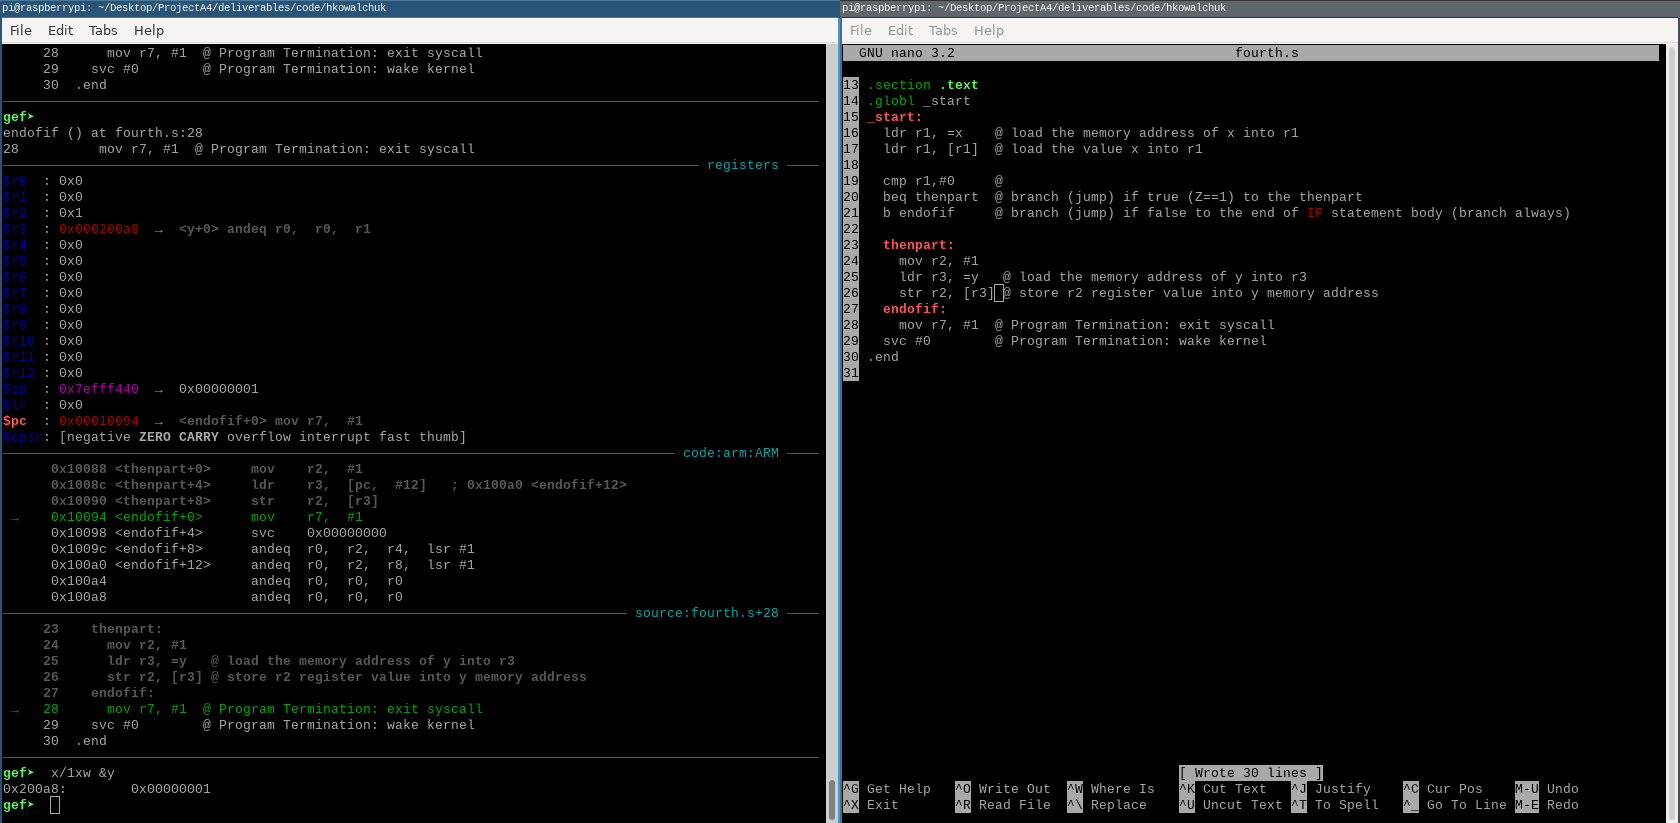 pi@raspberrypi: ~/Desktop/ProjectA4/deliverables/code/hkowalchuk
File Edit Tabs Help
28 mov r7, #1 @ Program Termination: exit syscall
29 svc #0 @ Program Termination: wake kernel
30 .end
gef➤
endofif () at fourth.s:28
28 mov r7, #1 @ Program Termination: exit syscall
registers
$r0 : 0x0
$r1 : 0x0
$r2 : 0x1
$r3 : 0x000200a8 → <y+0> andeq r0, r0, r1
$r4 : 0x0
$r5 : 0x0
$r6 : 0x0
$r7 : 0x0
$r8 : 0x0
$r9 : 0x0
$r10 : 0x0
$r11 : 0x0
$r12 : 0x0
$sp : 0x7efff440 → 0x00000001
$lr : 0x0
$pc : 0x00010094 → <endofif+0> mov r7, #1
$cpsr: [negative ZERO CARRY overflow interrupt fast thumb]
code:arm:ARM
0x10088 <thenpart+0> mov r2, #1
0x1008c <thenpart+4> ldr r3, [pc, #12] ; 0x100a0 <endofif+12>
0x10090 <thenpart+8> str r2, [r3]
→ 0x10094 <endofif+0> mov r7, #1
0x10098 <endofif+4> svc 0x00000000
0x1009c <endofif+8> andeq r0, r2, r4, lsr #1
0x100a0 <endofif+12> andeq r0, r2, r8, lsr #1
0x100a4 andeq r0, r0, r0
0x100a8 andeq r0, r0, r0
source:fourth.s+28
23 thenpart:
24 mov r2, #1
25 ldr r3, =y @ load the memory address of y into r3
26 str r2, [r3] @ store r2 register value into y memory address
27 endofif:
→ 28 mov r7, #1 @ Program Termination: exit syscall
29 svc #0 @ Program Termination: wake kernel
30 .end
gef➤ x/1xw &y
0x200a8: 0x00000001
gef➤
pi@raspberrypi: ~/Desktop/ProjectA4/deliverables/code/hkowalchuk
File Edit Tabs Help
GNU nano 3.2 fourth.s
13 .section .text
14 .globl _start
15 _start:
16 ldr r1, =x @ load the memory address of x into r1
17 ldr r1, [r1] @ load the value x into r1
18
19 cmp r1,#0 @
20 beq thenpart @ branch (jump) if true (Z==1) to the thenpart
21 b endofif @ branch (jump) if false to the end of IF statement body (branch always)
22
23 thenpart:
24 mov r2, #1
25 ldr r3, =y @ load the memory address of y into r3
26 str r2, [r3] @ store r2 register value into y memory address
27 endofif:
28 mov r7, #1 @ Program Termination: exit syscall
29 svc #0 @ Program Termination: wake kernel
30 .end
31
[ Wrote 30 lines ]
^G Get Help ^O Write Out ^W Where Is ^K Cut Text ^J Justify ^C Cur Pos M-U Undo
^X Exit ^R Read File ^\ Replace ^U Uncut Text ^T To Spell ^_ Go To Line M-E Redo